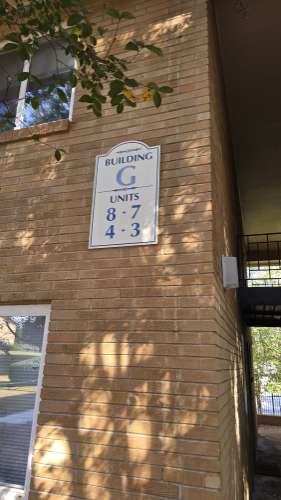 BUILDING
G
UNITS
8 · 7
4 · 3